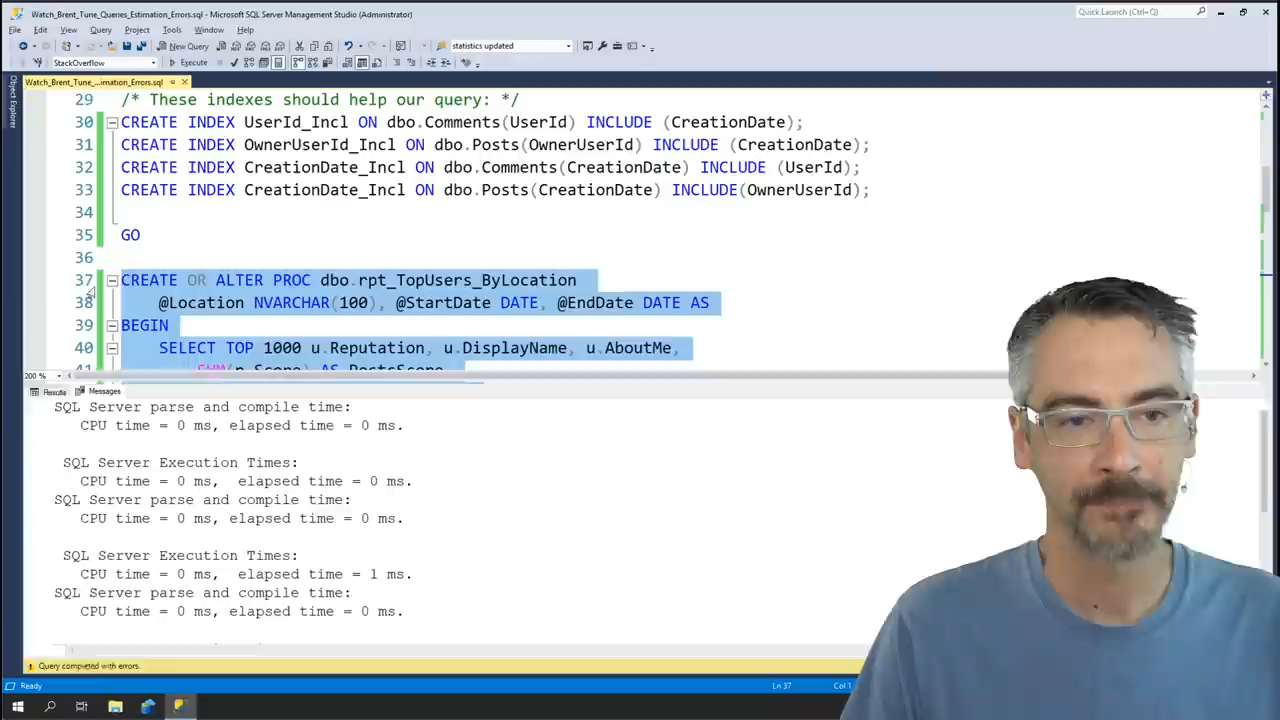 Watch_Brent_Tune_Queries_Estimation_Errors.sql - Microsoft SQL Server Management Studio (Administrator)
Quick Launch (Ctrl+Q)
File Edit View Query Project Tools Window Help
New Query
statistics updated
StackOverflow
Execute
Object Explorer
Watch_Brent_Tune_...imation_Errors.sql
29 /* These indexes should help our query: */
30 CREATE INDEX UserId_Incl ON dbo.Comments(UserId) INCLUDE (CreationDate);
31 CREATE INDEX OwnerUserId_Incl ON dbo.Posts(OwnerUserId) INCLUDE (CreationDate);
32 CREATE INDEX CreationDate_Incl ON dbo.Comments(CreationDate) INCLUDE (UserId);
33 CREATE INDEX CreationDate_Incl ON dbo.Posts(CreationDate) INCLUDE(OwnerUserId);
34
35 GO
36
37 CREATE OR ALTER PROC dbo.rpt_TopUsers_ByLocation
38 @Location NVARCHAR(100), @StartDate DATE, @EndDate DATE AS
39 BEGIN
40 SELECT TOP 1000 u.Reputation, u.DisplayName, u.AboutMe,
41 SUM(p.Score) AS PostsScore
200 %
Results Messages
SQL Server parse and compile time:
CPU time = 0 ms, elapsed time = 0 ms.
SQL Server Execution Times:
CPU time = 0 ms, elapsed time = 0 ms.
SQL Server parse and compile time:
CPU time = 0 ms, elapsed time = 0 ms.
SQL Server Execution Times:
CPU time = 0 ms, elapsed time = 1 ms.
SQL Server parse and compile time:
CPU time = 0 ms, elapsed time = 0 ms.
Query completed with errors.
Ready
Ln 37
Col 1